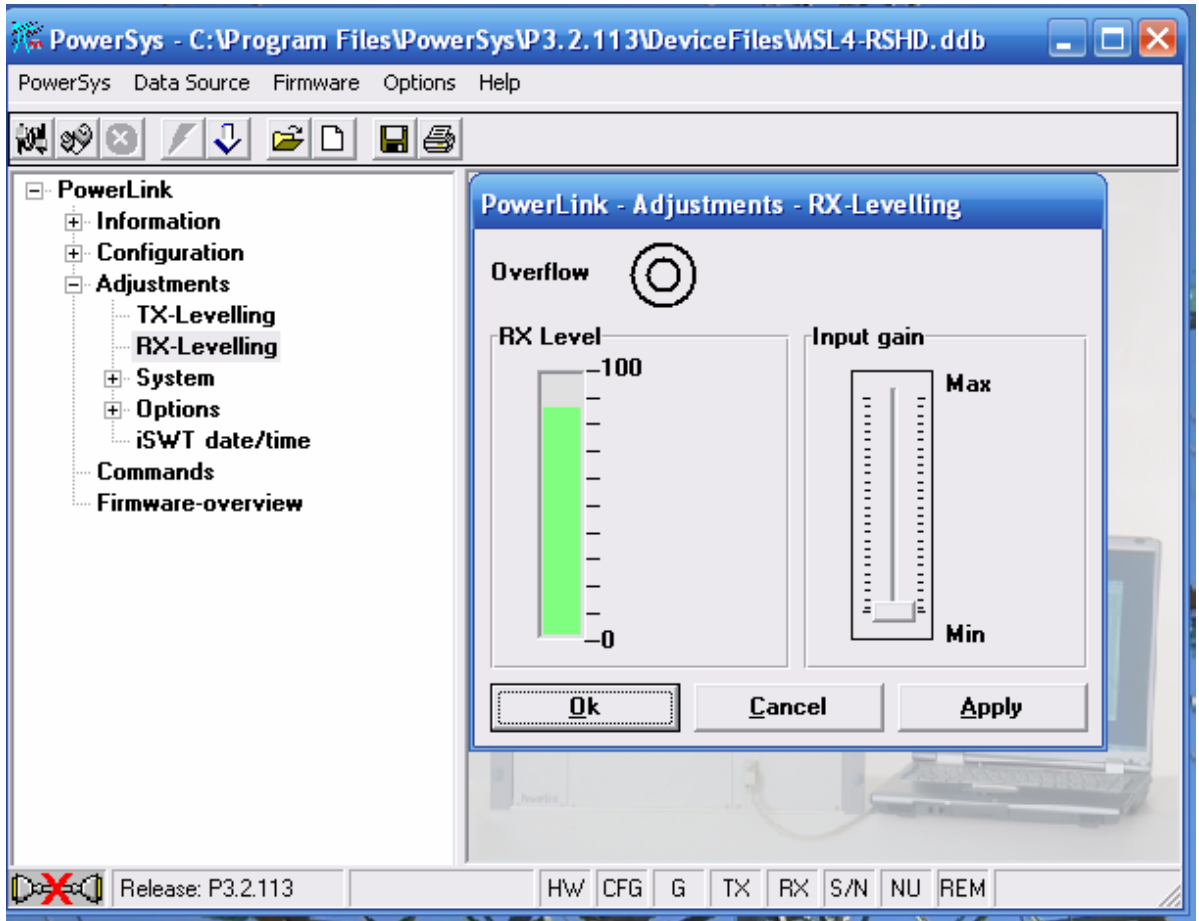 PowerSys - C:\Program Files\PowerSys\P3.2.113\DeviceFiles\MSL4-RSHD.ddb
PowerSys Data Source Firmware Options Help
PowerLink
Information
Configuration
Adjustments
TX-Levelling
RX-Levelling
System
Options
iSWT date/time
Commands
Firmware-overview
PowerLink - Adjustments - RX-Levelling
Overflow
RX Level
100
0
Input gain
Max
Min
Ok Cancel Apply
Release: P3.2.113 HW CFG G TX RX S/N NU REM